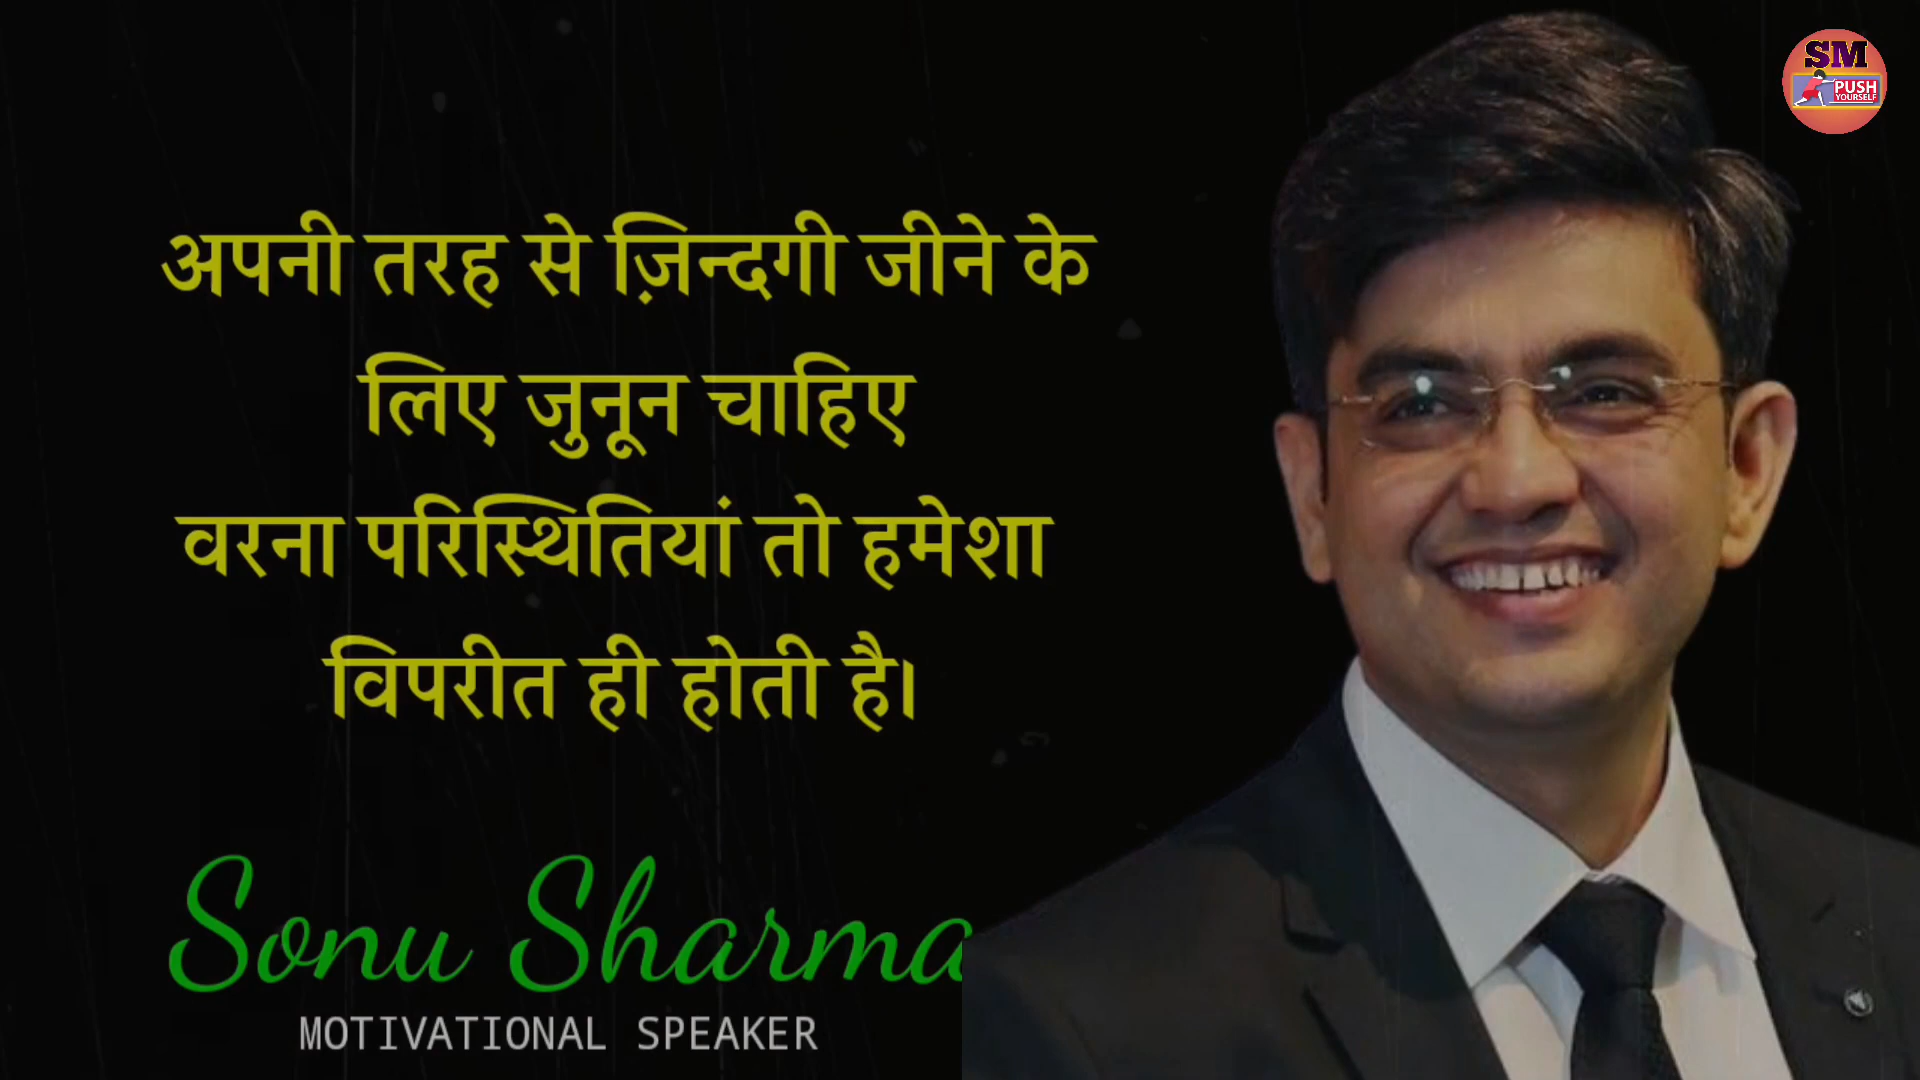 SM
PUSH
YOURSELF
अपनी तरह से ज़िन्दगी जीने के
लिए जुनून चाहिए
वरना परिस्थितियां तो हमेशा
विपरीत ही होती है।
Sonu Sharma
MOTIVATIONAL SPEAKER